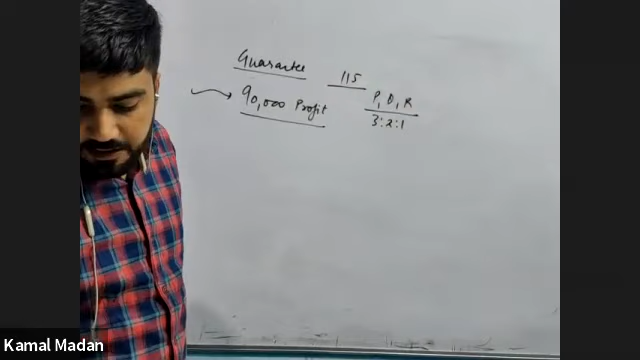 Guarantee 115
90,000 Profit
P, D, R
3:2:1
Kamal Madan